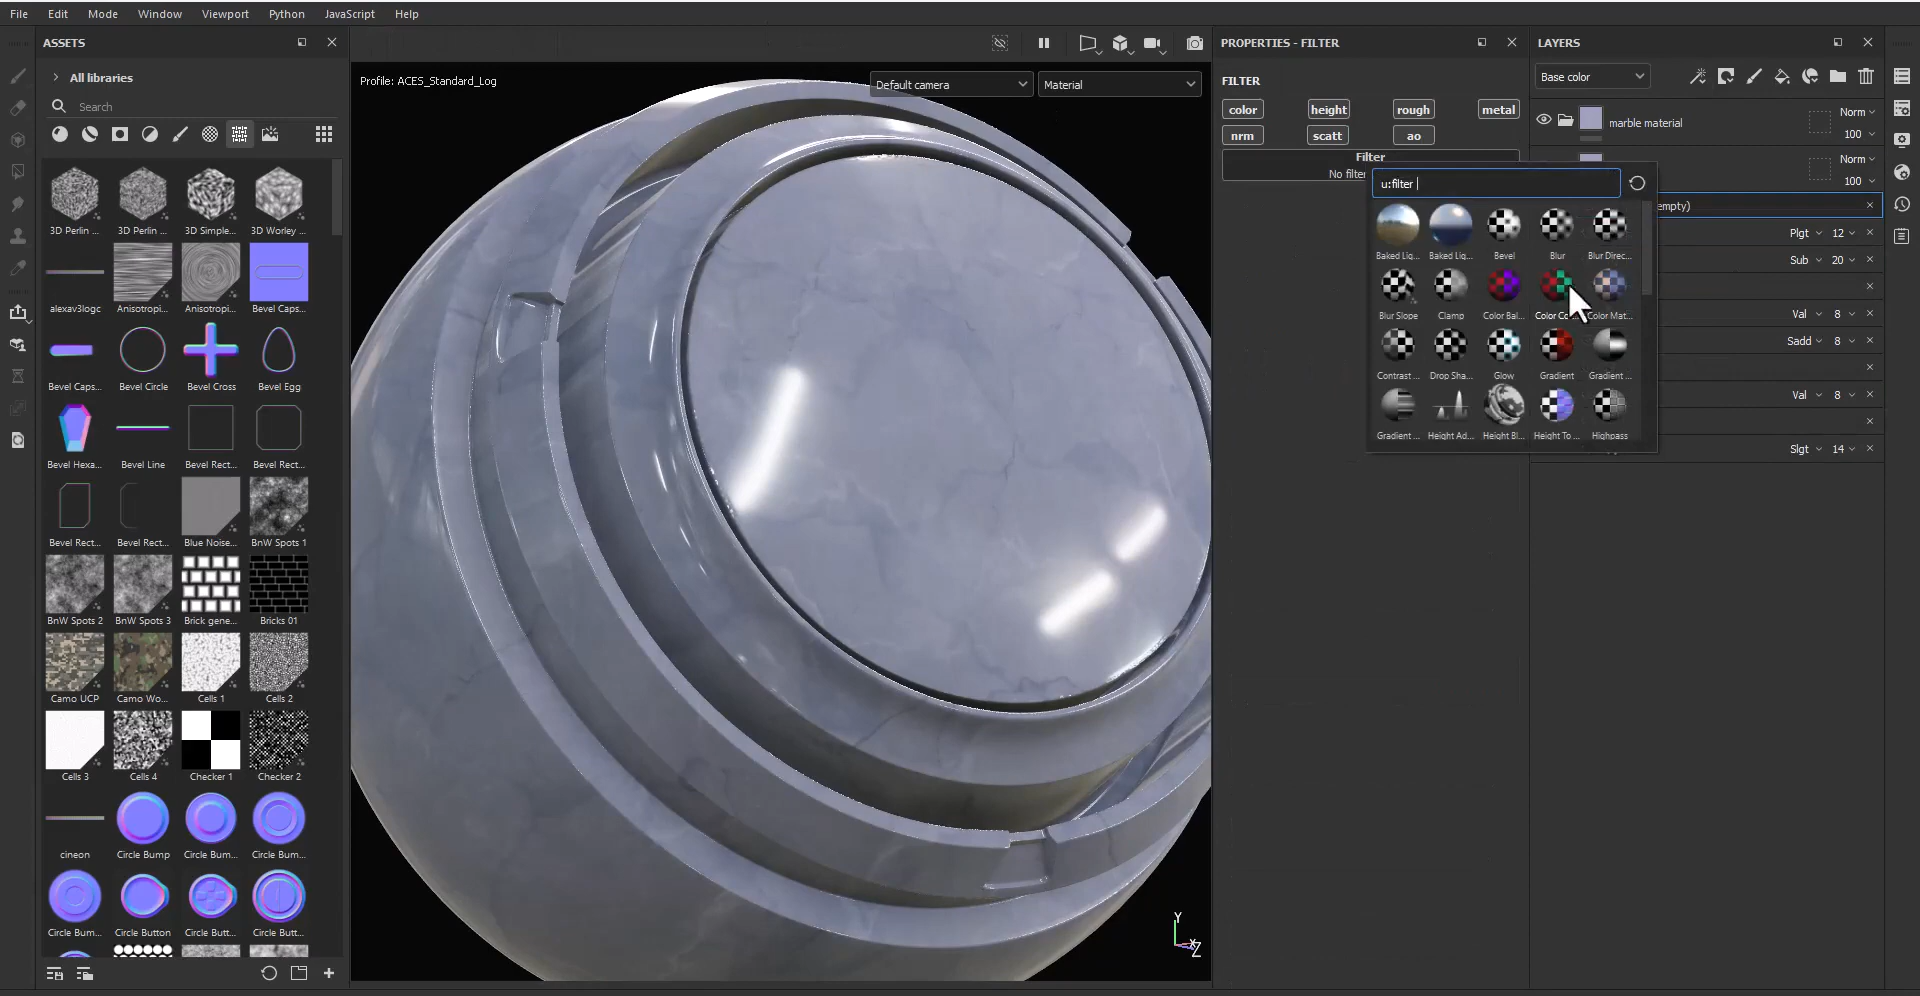 File Edit Mode Window Viewport Python JavaScript Help
ASSETS
All libraries
Search
3D Perlin ... 3D Perlin ... 3D Simple... 3D Worley ...
alexav3logc Anisotropi... Anisotropi... Bevel Caps...
Bevel Caps... Bevel Circle Bevel Cross Bevel Egg
Bevel Hexa... Bevel Line Bevel Rect... Bevel Rect...
Bevel Rect... Bevel Rect... Blue Noise... BnW Spots 1
BnW Spots 2 BnW Spots 3 Brick gene... Bricks 01
Camo UCP Camo Wo... Cells 1 Cells 2
Cells 3 Cells 4 Checker 1 Checker 2
cineon Circle Bump Circle Bum... Circle Bum...
Circle Bum... Circle Button Circle Butt... Circle Butt...
Profile: ACES_Standard_Log
Default camera
Material
Y
X
Z
PROPERTIES - FILTER
FILTER
color height rough metal
nrm scatt ao
Filter
No filter
u:filter
Baked Lig... Baked Lig... Bevel Blur Blur Direc...
Blur Slope Clamp Color Bal... Color Co... Color Mat...
Contrast ... Drop Sha... Glow Gradient Gradient ...
Gradient ... Height Ad... Height Bl... Height To ... Highpass
LAYERS
Base color
marble material
Norm
100
Norm
100
empty)
Plgt 12
Sub 20
Val 8
Sadd 8
Val 8
Slgt 14